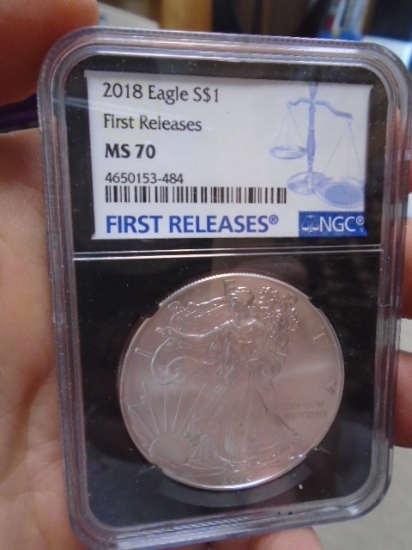 2018 Eagle S$1
First Releases
MS 70
4650153-484
FIRST RELEASES®
NGC®